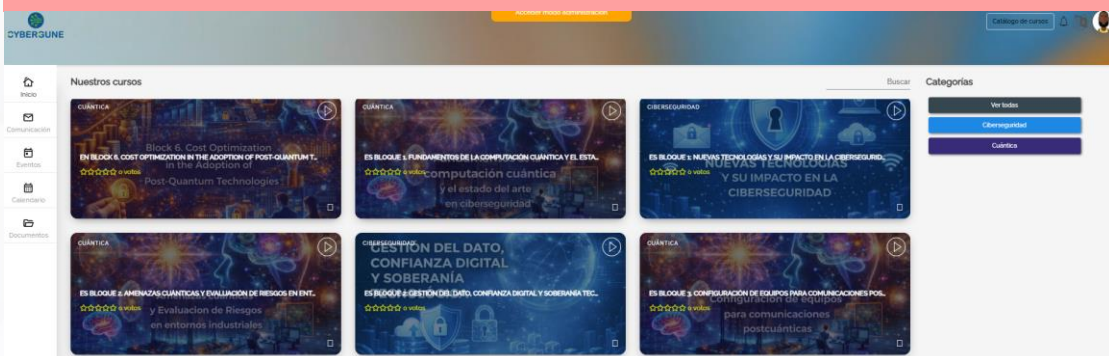 Acceder modo Administración
CYBERGUNE
Catálogo de cursos
Inicio
Comunicación
Eventos
Calendario
Documentos
Nuestros cursos
Buscar
CUÁNTICA
Block 6. Cost Optimization
EN BLOCK 6. COST OPTIMIZATION IN THE ADOPTION OF POST-QUANTUM T...
in the Adoption of
0 votos
Post-Quantum Technologies
CUÁNTICA
ES BLOQUE 1. FUNDAMENTOS DE LA COMPUTACIÓN CUÁNTICA Y EL ESTA...
0 votos
computación cuántica
y el estado del arte
en ciberseguridad
CIBERSEGURIDAD
ES BLOQUE 1: NUEVAS TECNOLOGÍAS Y SU IMPACTO EN LA CIBERSEGURID...
NUEVAS TECNOLOGÍAS
0 votos
Y SU IMPACTO EN LA
CIBERSEGURIDAD
CUÁNTICA
ES BLOQUE 2. AMENAZAS CUÁNTICAS Y EVALUACIÓN DE RIESGOS EN ENT...
0 votos
y Evaluación de Riesgos
en entornos industriales
CIBERSEGURIDAD
GESTIÓN DEL DATO,
CONFIANZA DIGITAL
Y SOBERANÍA
ES BLOQUE 2: GESTIÓN DEL DATO, CONFIANZA DIGITAL Y SOBERANÍA TEC...
0 votos
CUÁNTICA
ES BLOQUE 3. CONFIGURACIÓN DE EQUIPOS PARA COMUNICACIONES POS...
Configuración de equipos
0 votos
para comunicaciones
postcuánticas
Categorías
Ver todas
Ciberseguridad
Cuántica